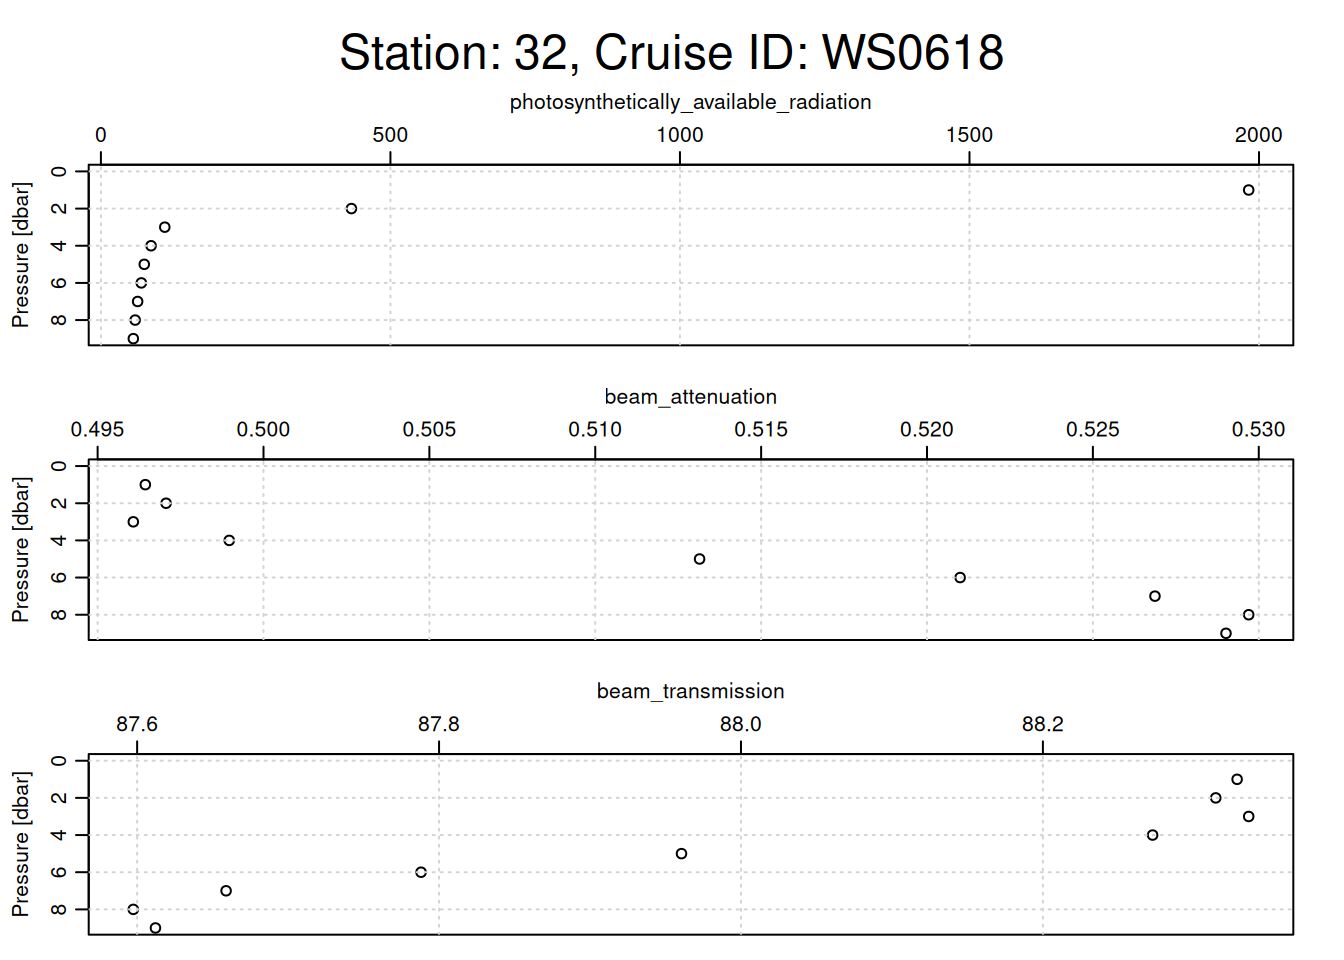 Station: 32, Cruise ID: WS0618
photosynthetically_available_radiation
0 500 1000 1500 2000
Pressure [dbar]
0
2
4
6
8
beam_attenuation
0.495 0.500 0.505 0.510 0.515 0.520 0.525 0.530
Pressure [dbar]
0
2
4
6
8
beam_transmission
87.6 87.8 88.0 88.2
Pressure [dbar]
0
2
4
6
8